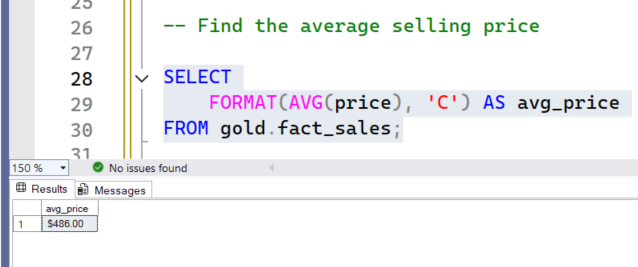 25
26 -- Find the average selling price
27
28 SELECT
29 FORMAT(AVG(price), 'C') AS avg_price
30 FROM gold.fact_sales;
31
150 % No issues found
Results Messages
avg_price
1 $486.00